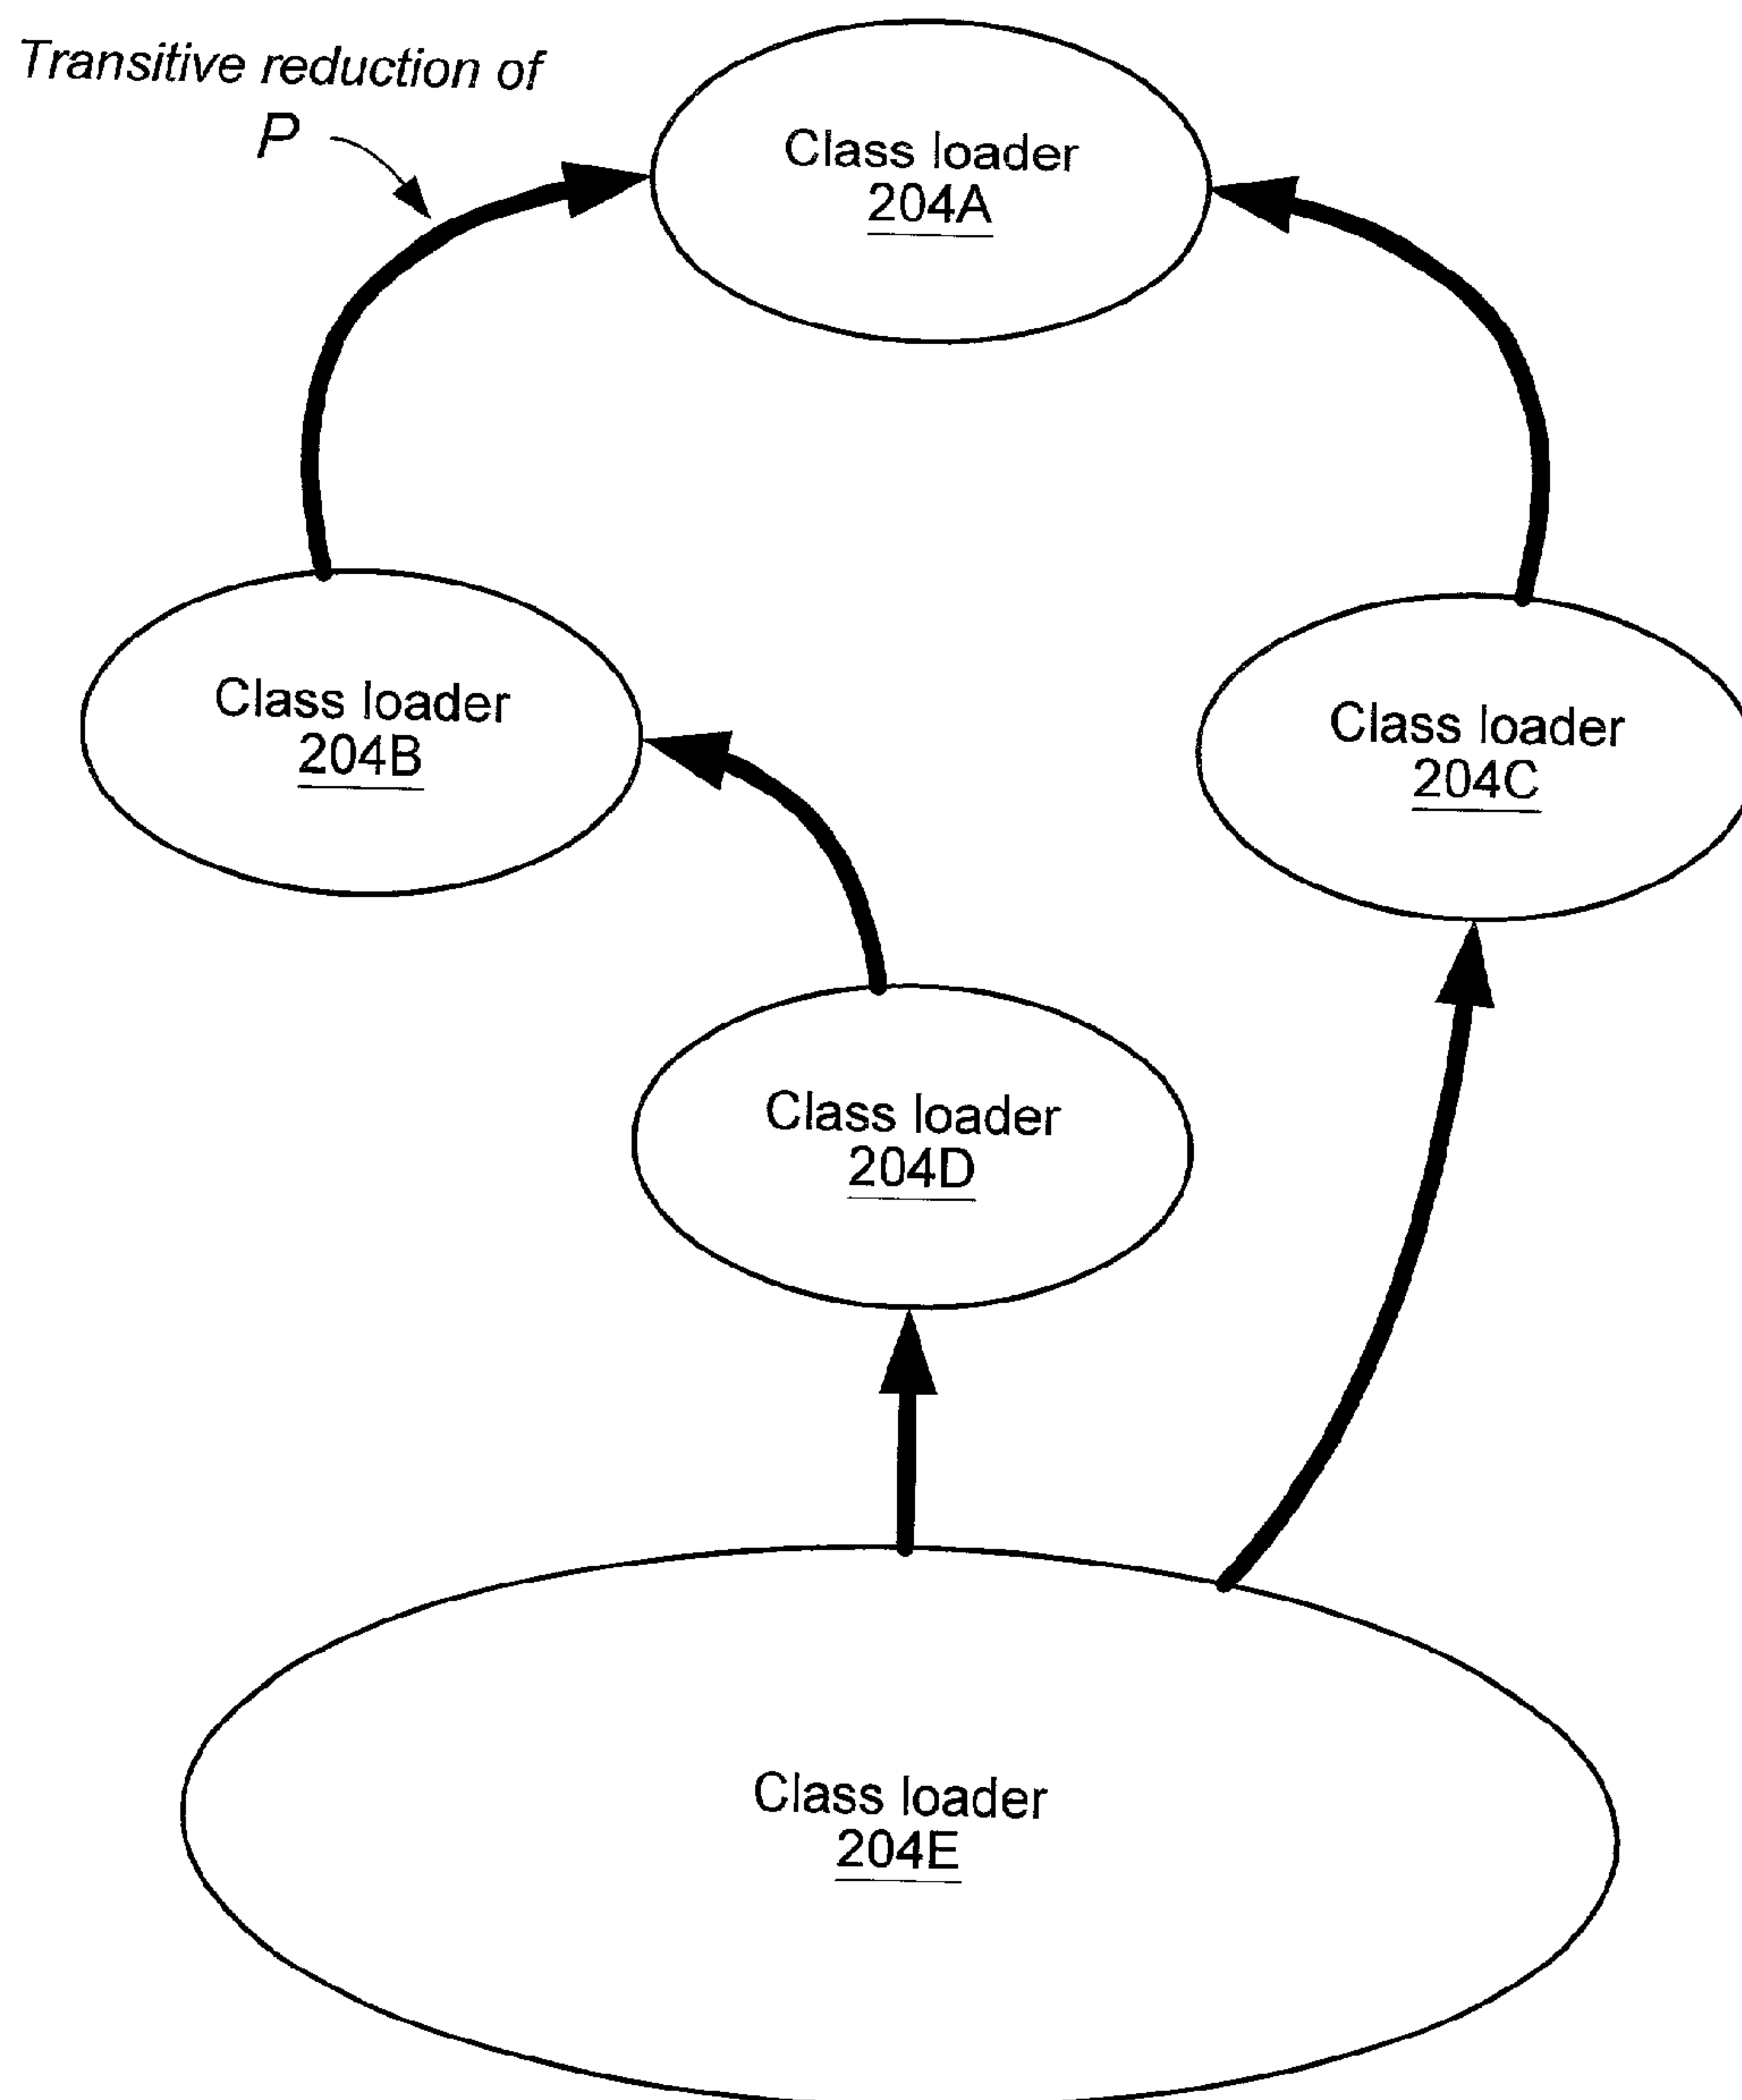 Transitive reduction of
P
Class loader
204A
Class loader
204B
Class loader
204C
Class loader
204D
Class loader
204E